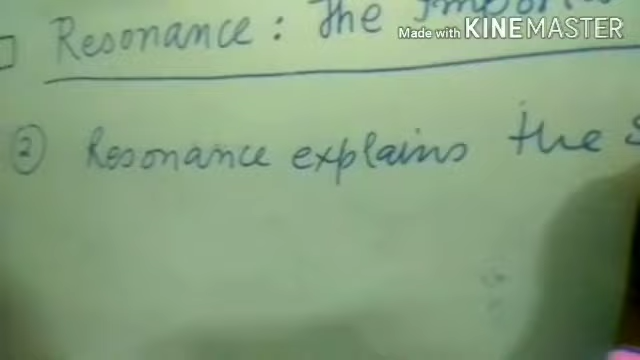 Resonance : The
Made with KINEMASTER
② Resonance explains the